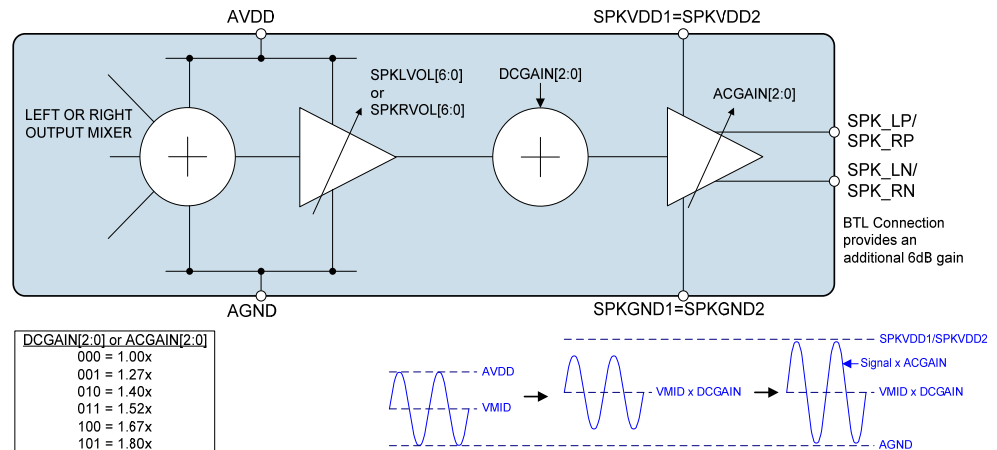 AVDD
SPKVDD1=SPKVDD2
SPKLVOL[6:0]
or
SPKRVOL[6:0]
DCGAIN[2:0]
ACGAIN[2:0]
LEFT OR RIGHT
OUTPUT MIXER
SPK_LP/
SPK_RP
SPK_LN/
SPK_RN
BTL Connection
provides an
additional 6dB gain
AGND
SPKGND1=SPKGND2
DCGAIN[2:0] or ACGAIN[2:0]
000 = 1.00x
001 = 1.27x
010 = 1.40x
011 = 1.52x
100 = 1.67x
101 = 1.80x
AVDD
VMID
VMID x DCGAIN
SPKVDD1/SPKVDD2
Signal x ACGAIN
VMID x DCGAIN
AGND